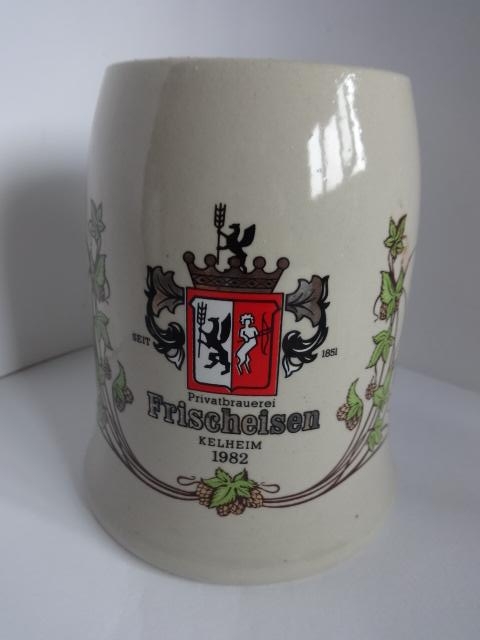 SEIT 1851
Privatbrauerei
Frischeisen
KELHEIM
1982